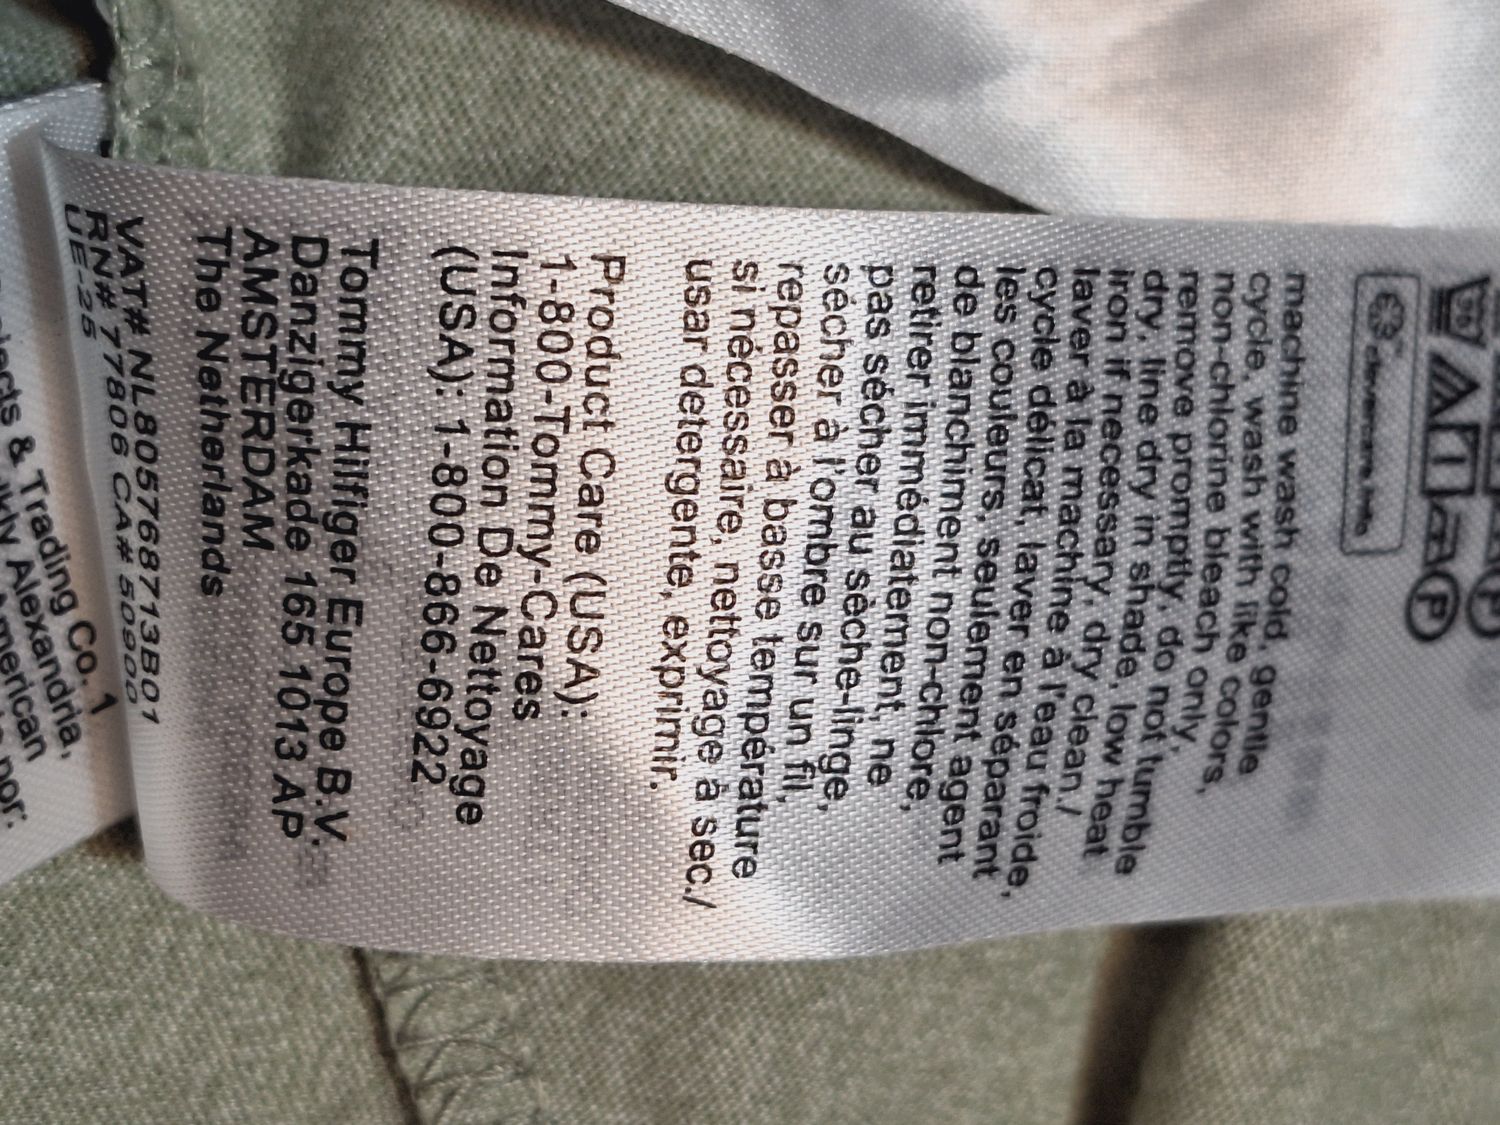 clevercare.info
machine wash cold, gentle
cycle, wash with like colors,
non-chlorine bleach only,
remove promptly, do not tumble
dry, line dry in shade, low heat
iron if necessary, dry clean./
laver à la machine à l'eau froide,
cycle délicat, laver en séparant
les couleurs, seulement agent
de blanchiment non-chlore,
retirer immédiatement, ne
pas sécher au sèche-linge,
sécher à l'ombre sur un fil,
repasser à basse température
si nécessaire, nettoyage à sec./
usar detergente, exprimir.
Product Care (USA):
1-800-Tommy-Cares
Information De Nettoyage
(USA): 1-800-866-6922
Tommy Hilfiger Europe B.V.
Danzigerkade 165 1013 AP
AMSTERDAM
The Netherlands
VAT# NL805768713B01
RN# 77806 CA# 50900
UE-25
& Trading Co. 1
Alexandria,
American